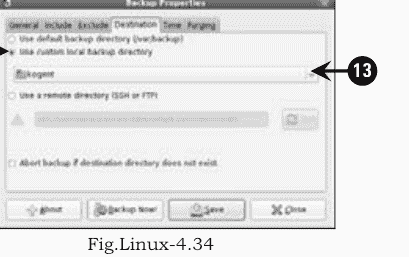 Backup Properties
General Include Exclude Destination Time Purging
Use default backup directory (/var/backup)
Use custom local backup directory
kogent
13
Use a remote directory (SSH or FTP)
Abort backup if destination directory does not exist
About Backup Now! Save Close
Fig.Linux-4.34